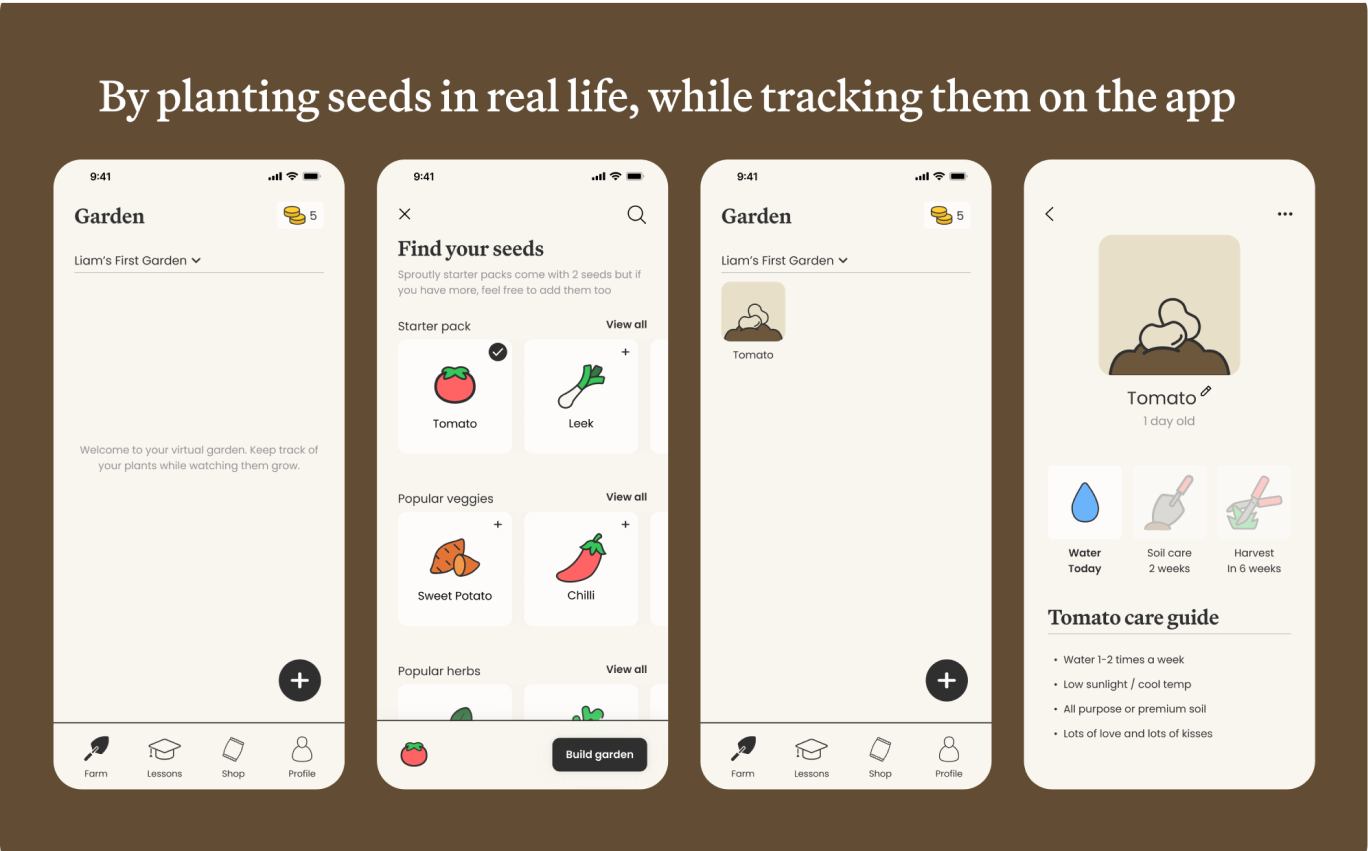 By planting seeds in real life, while tracking them on the app
9:41
Garden
5
Liam's First Garden
Welcome to your virtual garden. Keep track of
your plants while watching them grow.
Farm
Lessons
Shop
Profile
9:41
Find your seeds
Sproutly starter packs come with 2 seeds but if
you have more, feel free to add them too
Starter pack
View all
Tomato
Leek
Popular veggies
View all
Sweet Potato
Chilli
Popular herbs
View all
Build garden
9:41
Garden
5
Liam's First Garden
Tomato
Farm
Lessons
Shop
Profile
Tomato
1 day old
Water
Today
Soil care
2 weeks
Harvest
In 6 weeks
Tomato care guide
• Water 1-2 times a week
• Low sunlight / cool temp
• All purpose or premium soil
• Lots of love and lots of kisses